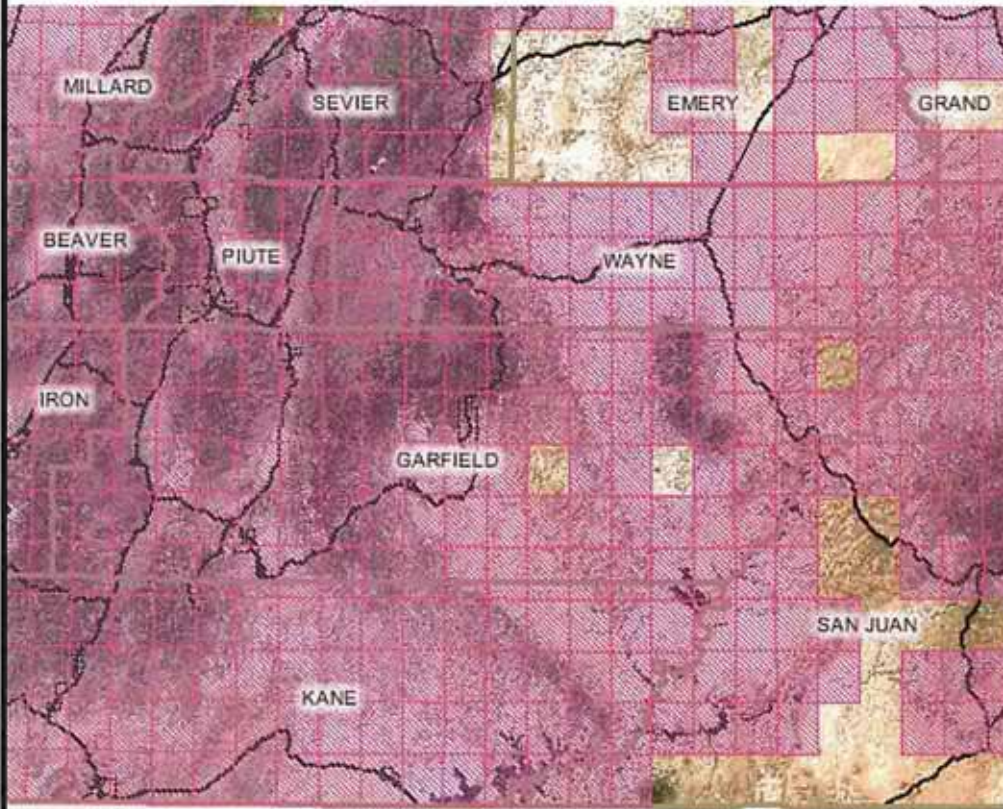 MILLARD
SEVIER
EMERY
GRAND
BEAVER
PIUTE
WAYNE
IRON
GARFIELD
SAN JUAN
KANE